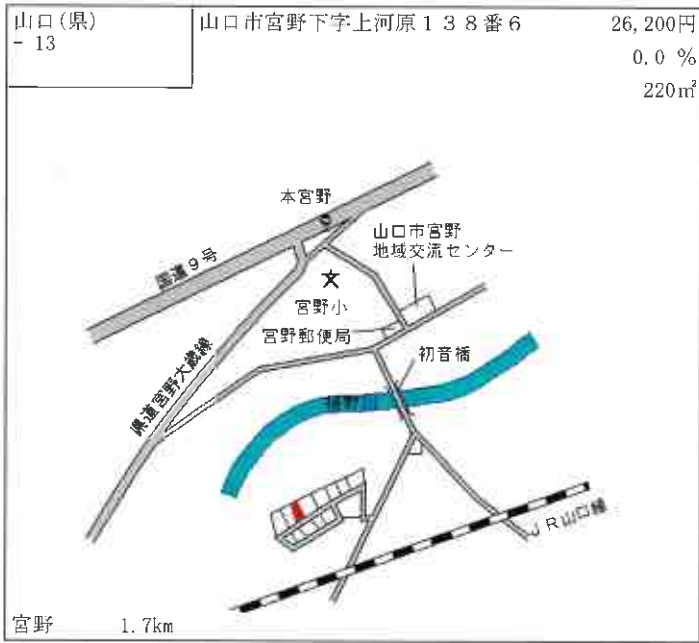 山口(県)
- 13
山口市宮野下字上河原138番6
26,200円
0.0 %
220㎡
本宮野
国道9号
山口市宮野
地域交流センター
宮野小
宮野郵便局
初音橋
県道宮野大歳線
JR山口線
宮野 1.7km